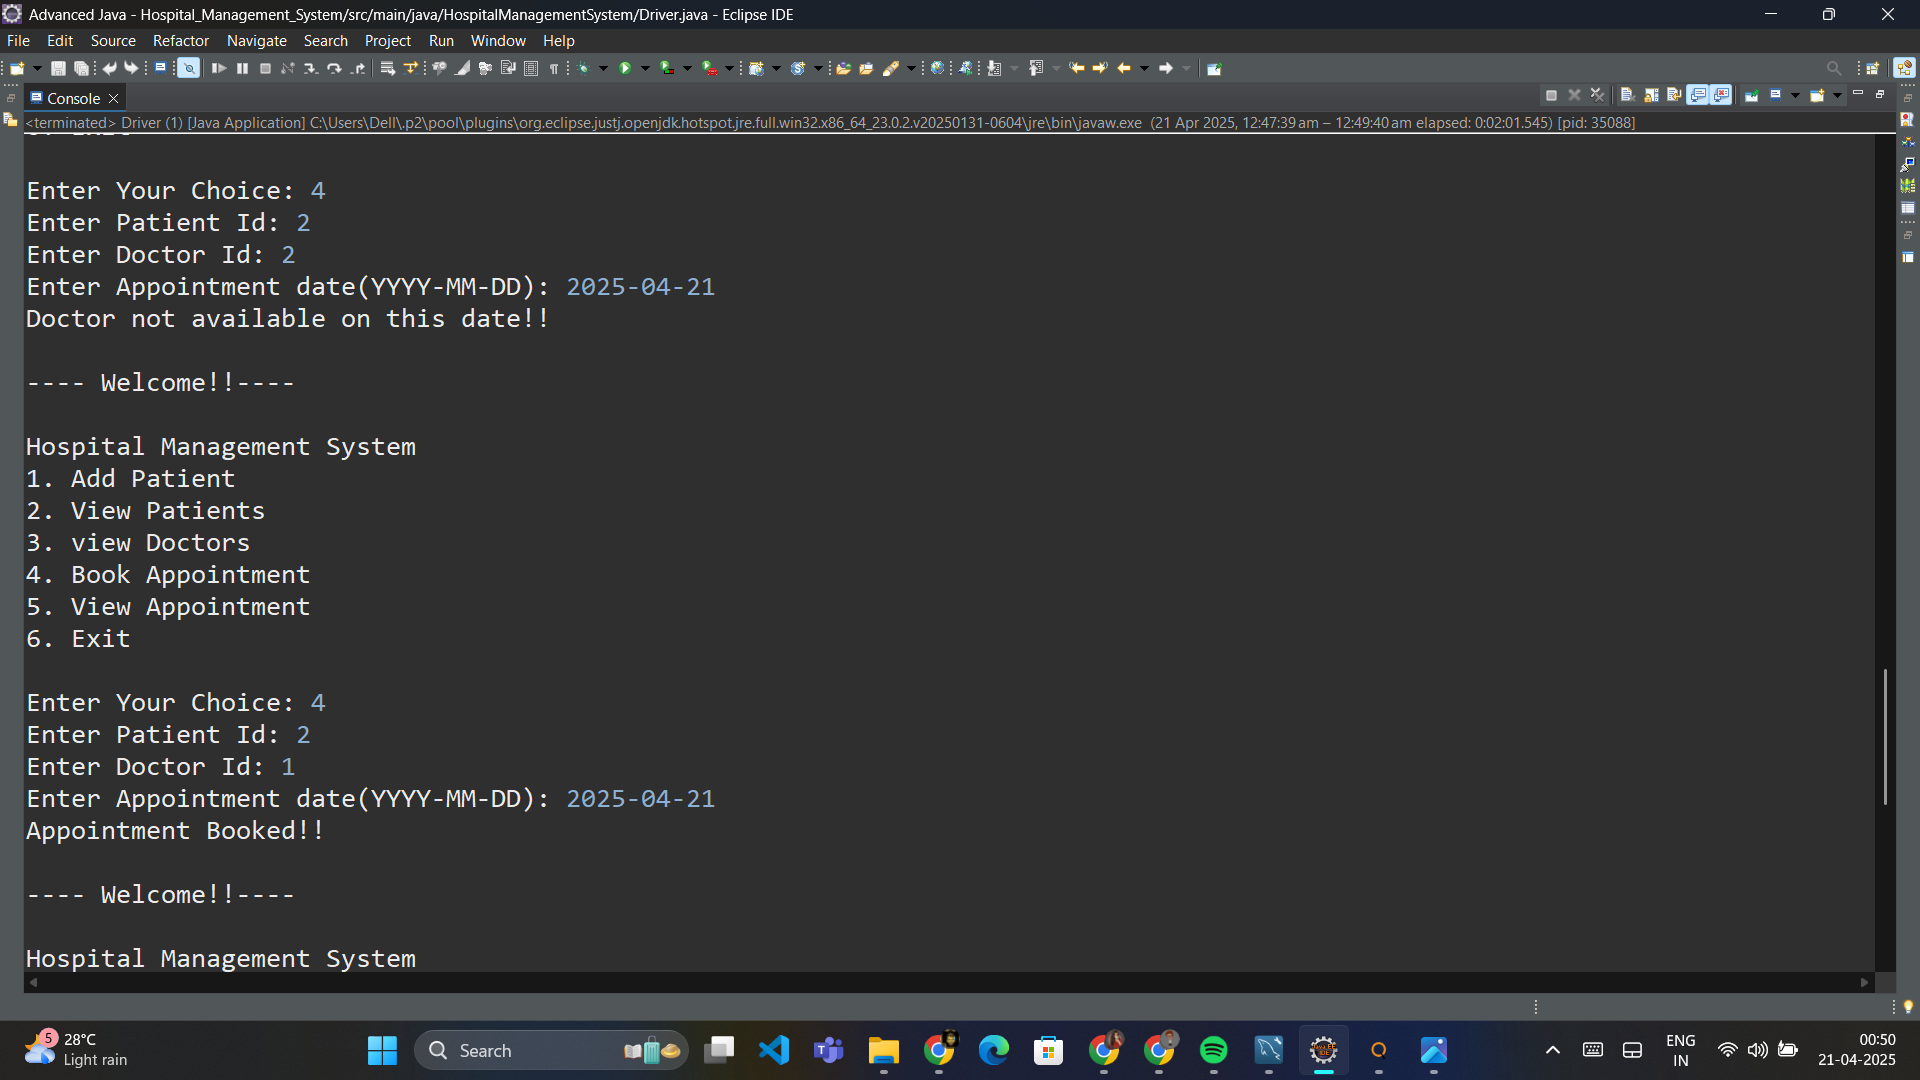 Advanced Java - Hospital_Management_System/src/main/java/HospitalManagementSystem/Driver.java - Eclipse IDE
File Edit Source Refactor Navigate Search Project Run Window Help
Console
<terminated> Driver (1) [Java Application] C:\Users\Dell\.p2\pool\plugins\org.eclipse.justj.openjdk.hotspot.jre.full.win32.x86_64_23.0.2.v20250131-0604\jre\bin\javaw.exe (21 Apr 2025, 12:47:39 am – 12:49:40 am elapsed: 0:02:01.545) [pid: 35088]
Enter Your Choice: 4
Enter Patient Id: 2
Enter Doctor Id: 2
Enter Appointment date(YYYY-MM-DD): 2025-04-21
Doctor not available on this date!!
---- Welcome!!----
Hospital Management System
1. Add Patient
2. View Patients
3. view Doctors
4. Book Appointment
5. View Appointment
6. Exit
Enter Your Choice: 4
Enter Patient Id: 2
Enter Doctor Id: 1
Enter Appointment date(YYYY-MM-DD): 2025-04-21
Appointment Booked!!
---- Welcome!!----
Hospital Management System
5
28°C
Light rain
Search
ENG
IN
00:50
21-04-2025